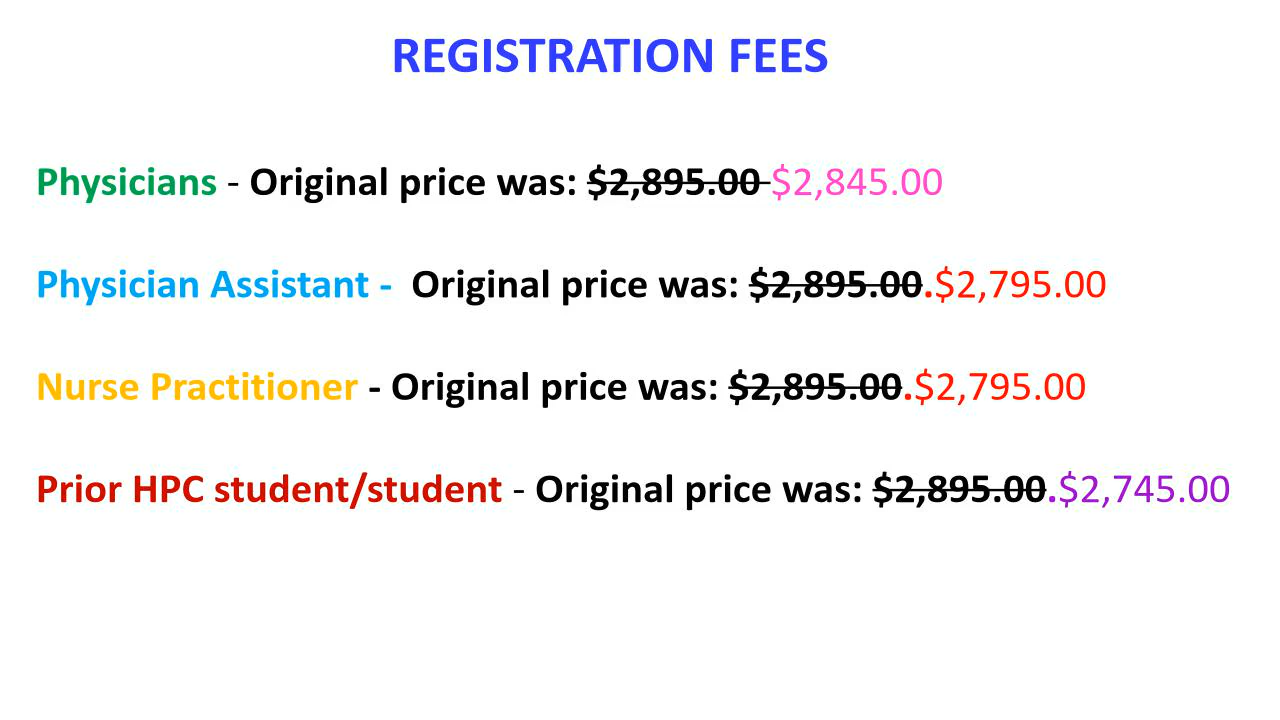 REGISTRATION FEES
Physicians - Original price was: $2,895.00 $2,845.00
Physician Assistant -  Original price was: $2,895.00.$2,795.00
Nurse Practitioner - Original price was: $2,895.00.$2,795.00
Prior HPC student/student - Original price was: $2,895.00.$2,745.00